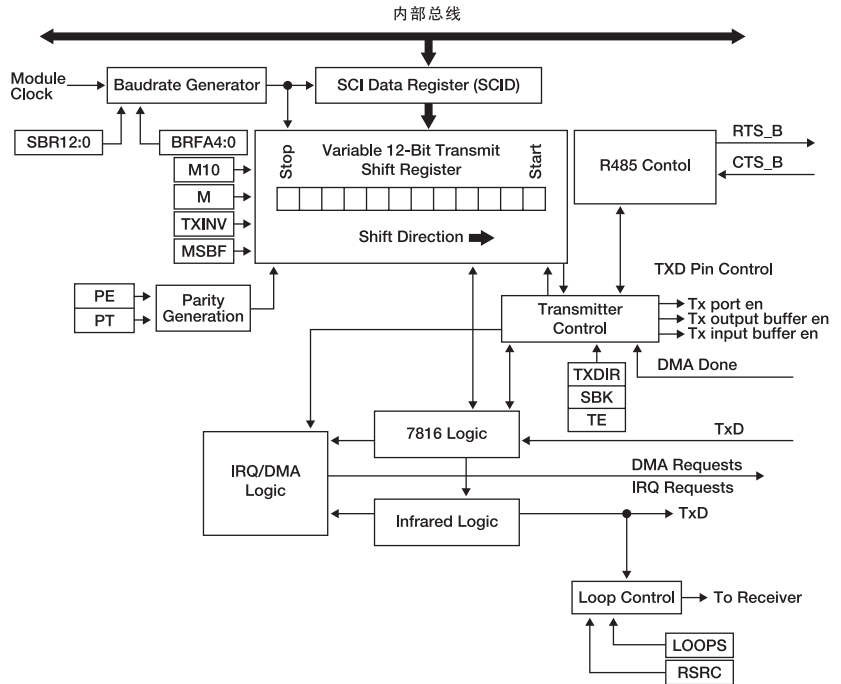 内部总线
Module
Clock
Baudrate Generator
SCI Data Register (SCID)
SBR12:0
BRFA4:0
M10
M
TXINV
MSBF
Stop
Variable 12-Bit Transmit
Shift Register
Start
Shift Direction
R485 Contol
RTS_B
CTS_B
TXD Pin Control
PE
PT
Parity
Generation
Transmitter
Control
Tx port en
Tx output buffer en
Tx input buffer en
DMA Done
TXDIR
SBK
TE
7816 Logic
TxD
IRQ/DMA
Logic
DMA Requests
IRQ Requests
Infrared Logic
TxD
Loop Control
To Receiver
LOOPS
RSRC